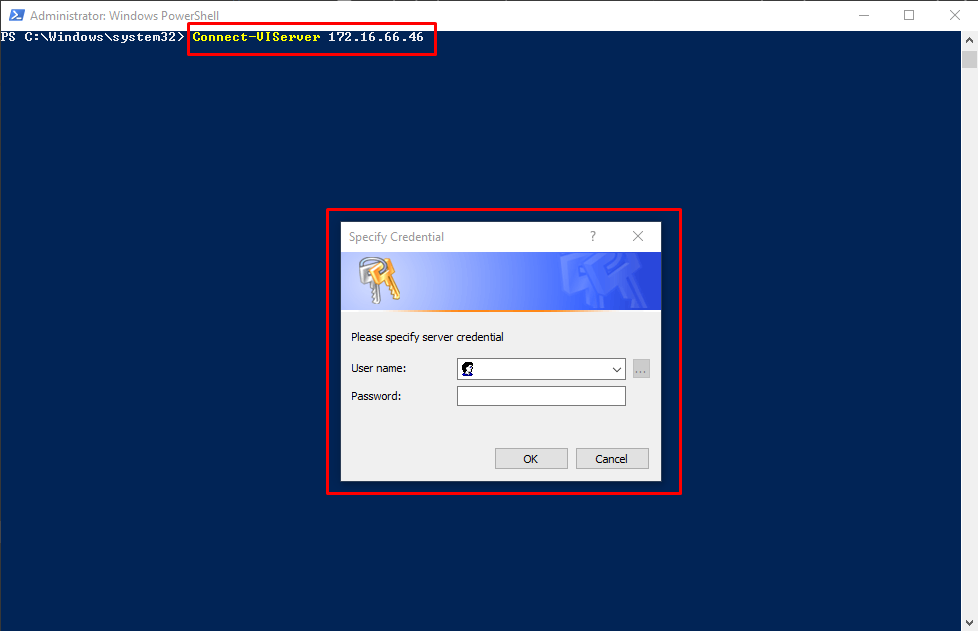 Administrator: Windows PowerShell
PS C:\Windows\system32> Connect-VIServer 172.16.66.46
Specify Credential
?
Please specify server credential
User name:
...
Password:
OK Cancel